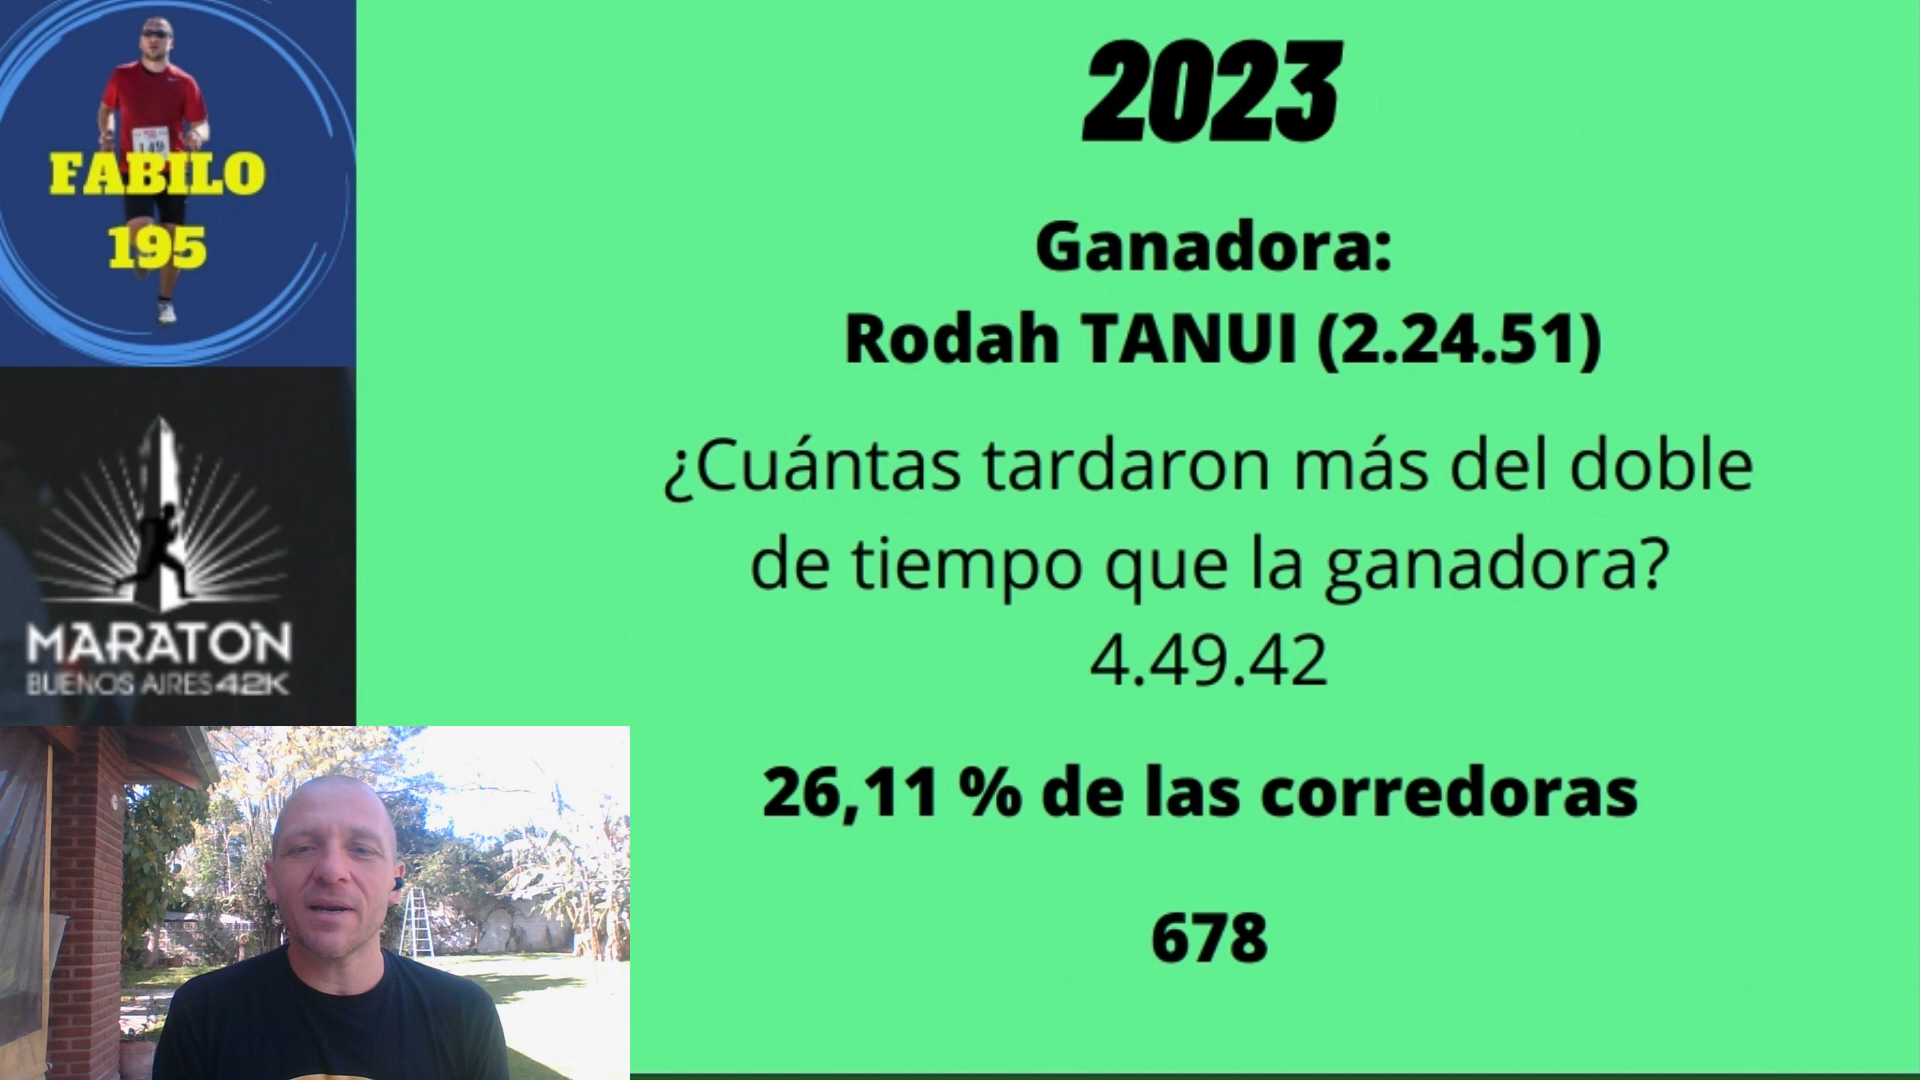 FABILO
195
MARATON
BUENOS AIRES 42K
2023
Ganadora:
Rodah TANUI (2.24.51)
¿Cuántas tardaron más del doble
de tiempo que la ganadora?
4.49.42
26,11 % de las corredoras
678